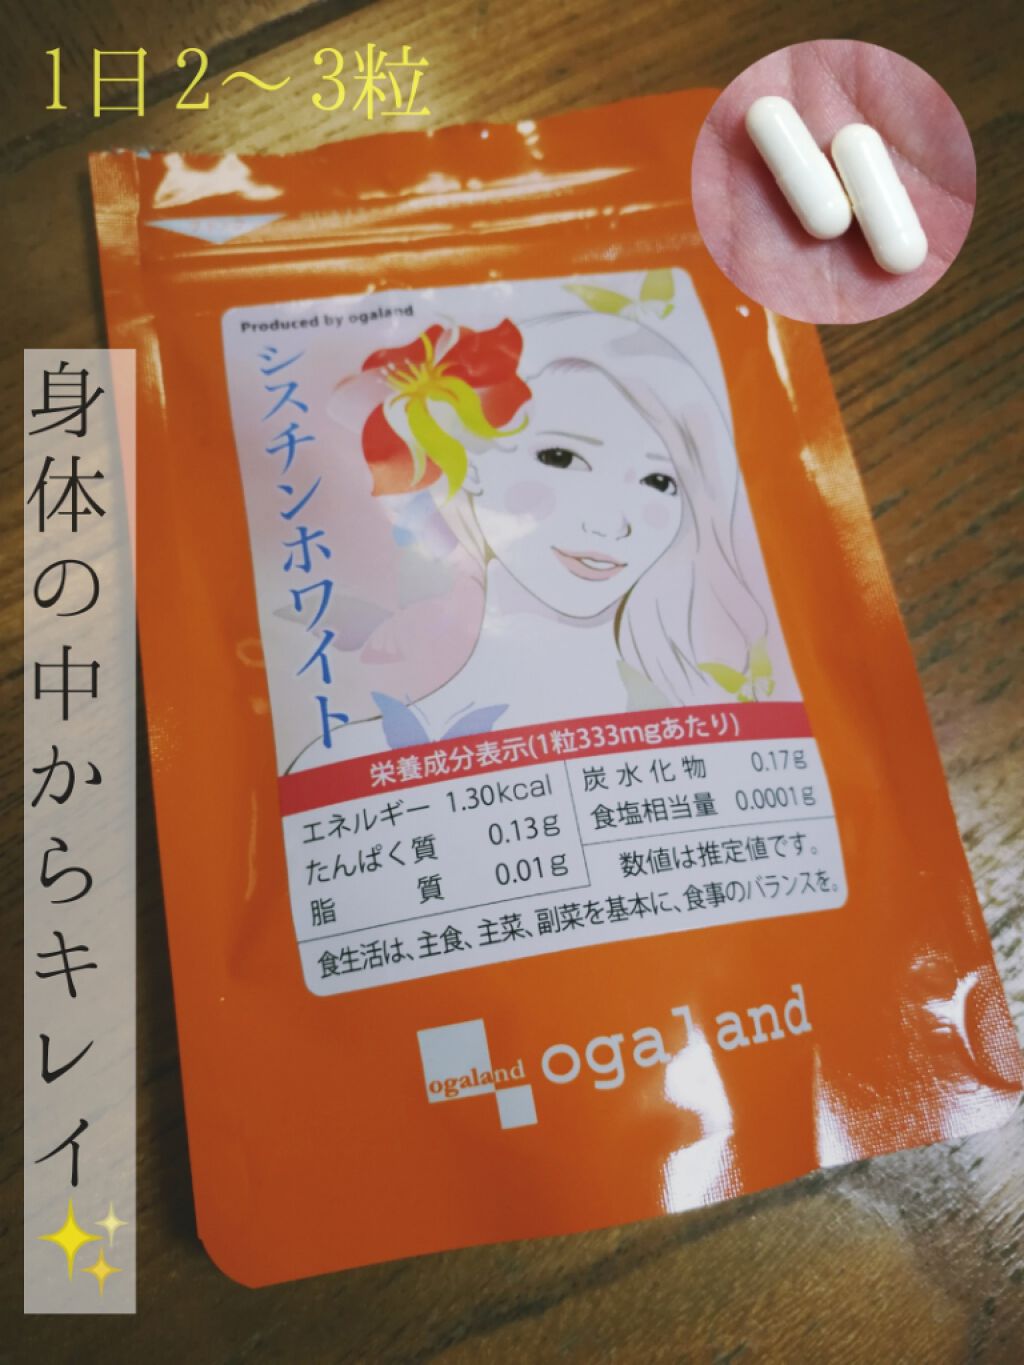 1日2〜3粒
身体の中からキレイ✨
Produced by ogaland
システチンホワイト
栄養成分表示(1粒333mgあたり)
エネルギー 1.30kcal
たんぱく質 0.13g
脂質 0.01g
炭水化物 0.17g
食塩相当量 0.0001g
数値は推定値です。
食生活は、主食、主菜、副菜を基本に、食事のバランスを。
ogaland
ogaland